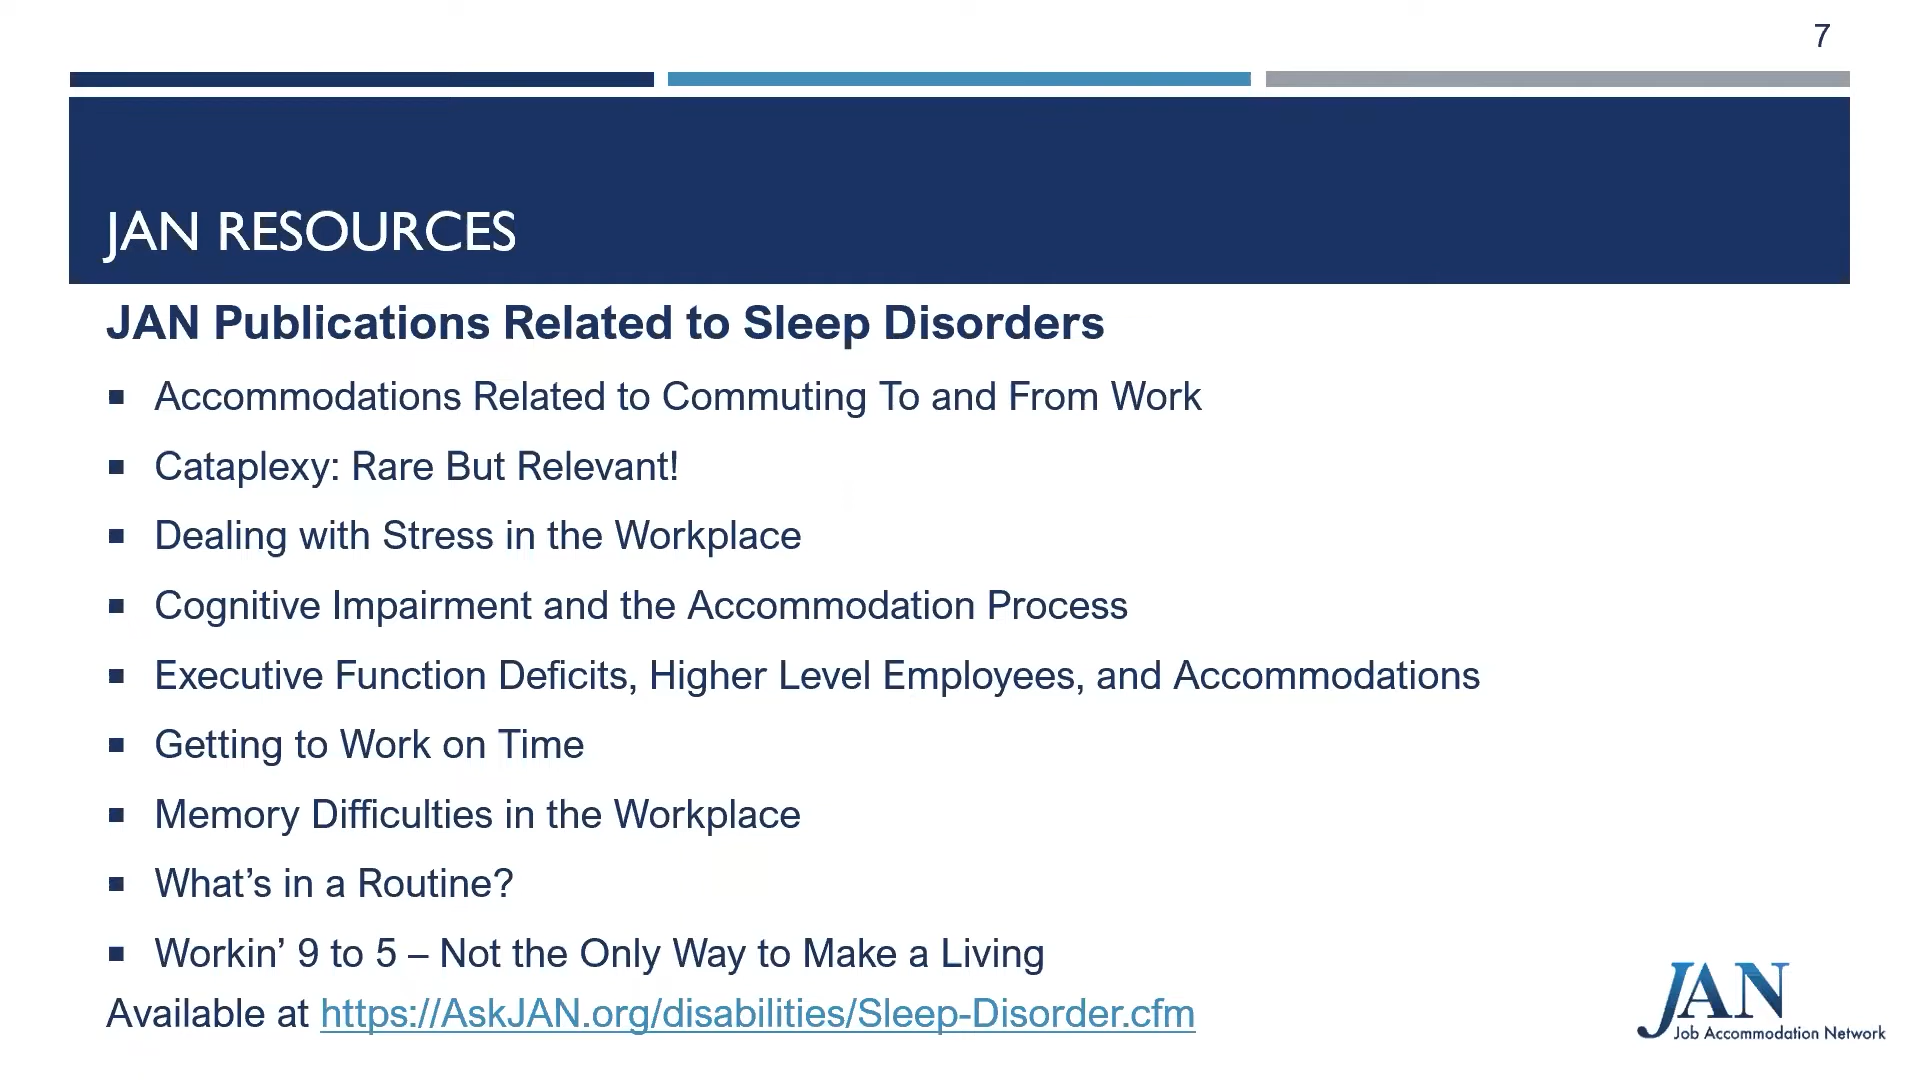 7
JAN RESOURCES
JAN Publications Related to Sleep Disorders
▪ Accommodations Related to Commuting To and From Work
▪ Cataplexy: Rare But Relevant!
▪ Dealing with Stress in the Workplace
▪ Cognitive Impairment and the Accommodation Process
▪ Executive Function Deficits, Higher Level Employees, and Accommodations
▪ Getting to Work on Time
▪ Memory Difficulties in the Workplace
▪ What’s in a Routine?
▪ Workin’ 9 to 5 – Not the Only Way to Make a Living
Available at https://AskJAN.org/disabilities/Sleep-Disorder.cfm
JAN
Job Accommodation Network